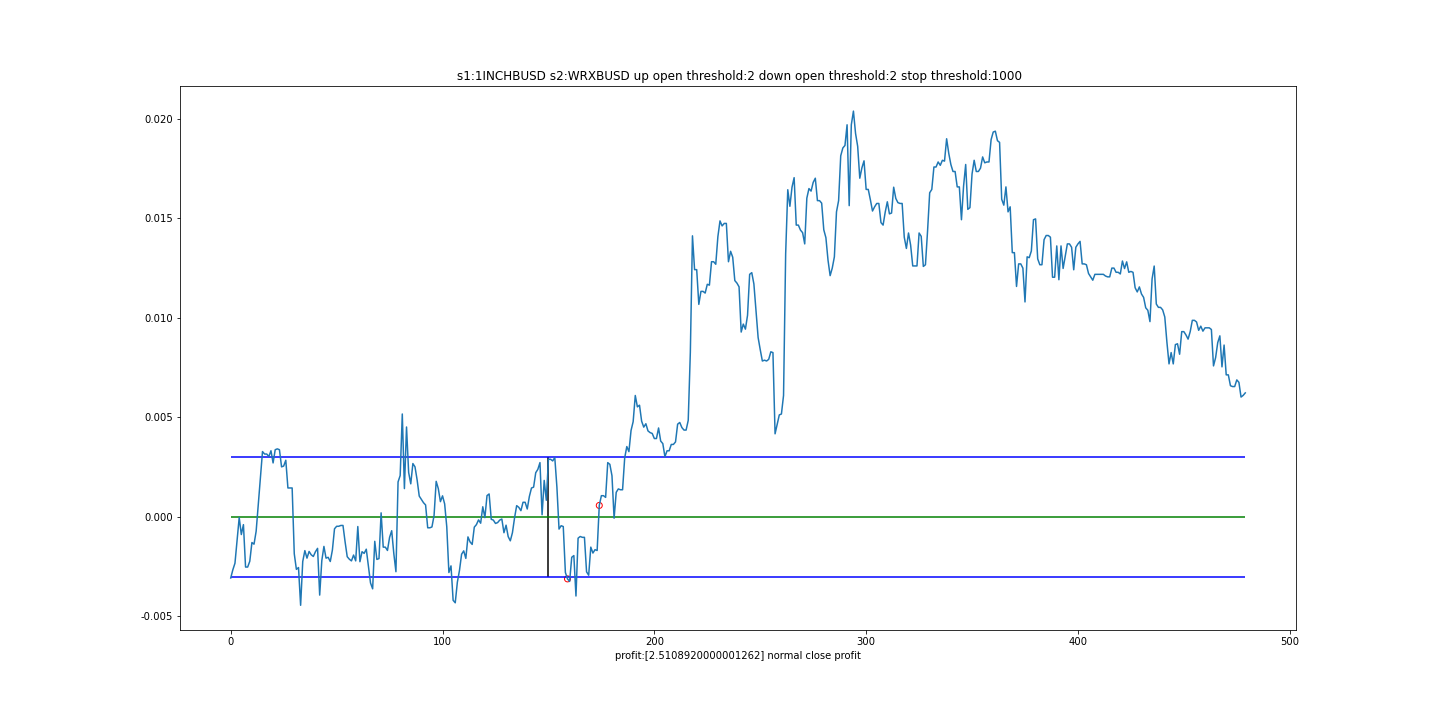 s1:1INCHBUSD s2:WRXBUSD up open threshold:2 down open threshold:2 stop threshold:1000
0.020
0.015
0.010
0.005
0.000
-0.005
0 100 200 300 400 500
profit:[2.5108920000001262] normal close profit